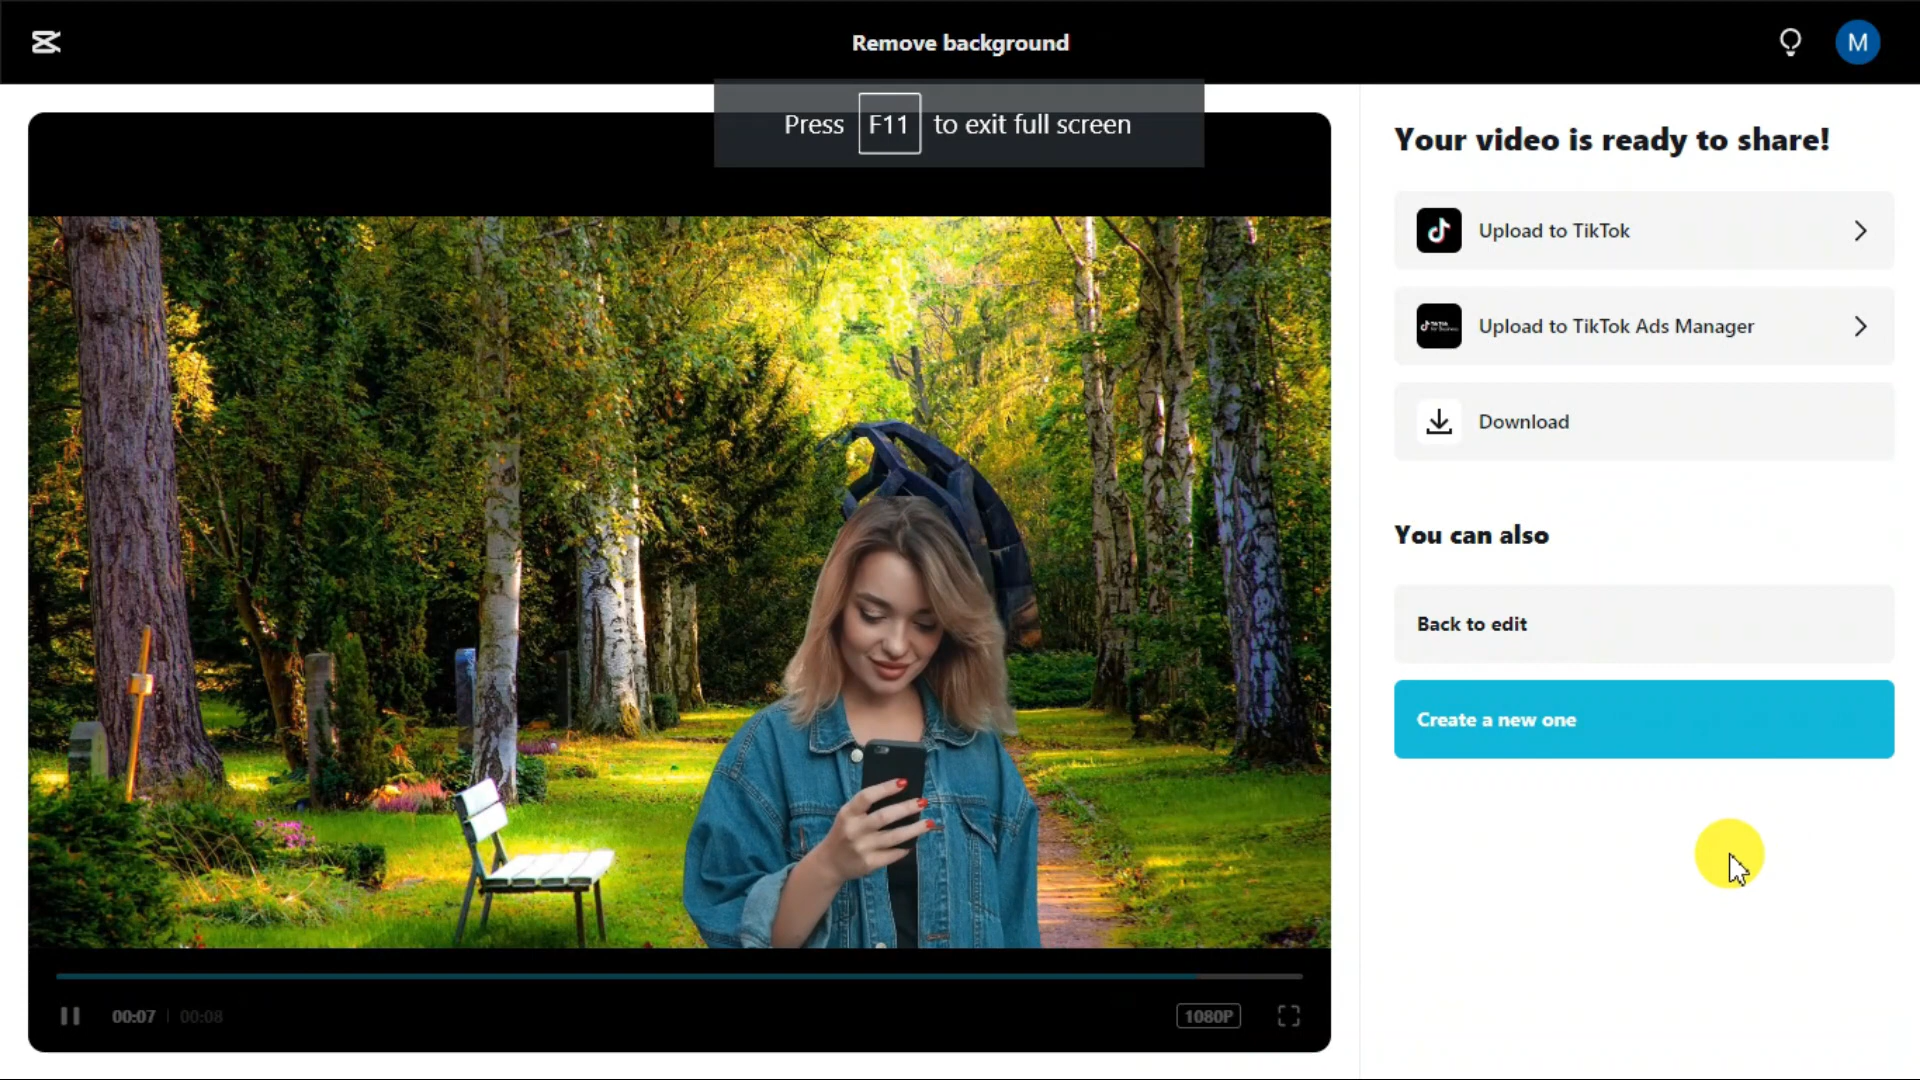 Remove background
M
Press F11 to exit full screen
Your video is ready to share!
Upload to TikTok
Upload to TikTok Ads Manager
Download
You can also
Back to edit
Create a new one
00:07 | 00:08
1080P